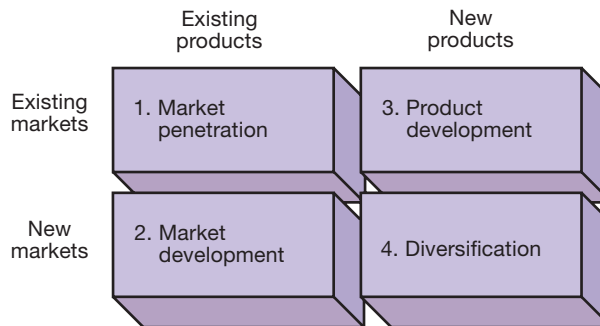 Existing
products
New
products
Existing
markets
1. Market
penetration
3. Product
development
New
markets
2. Market
development
4. Diversification